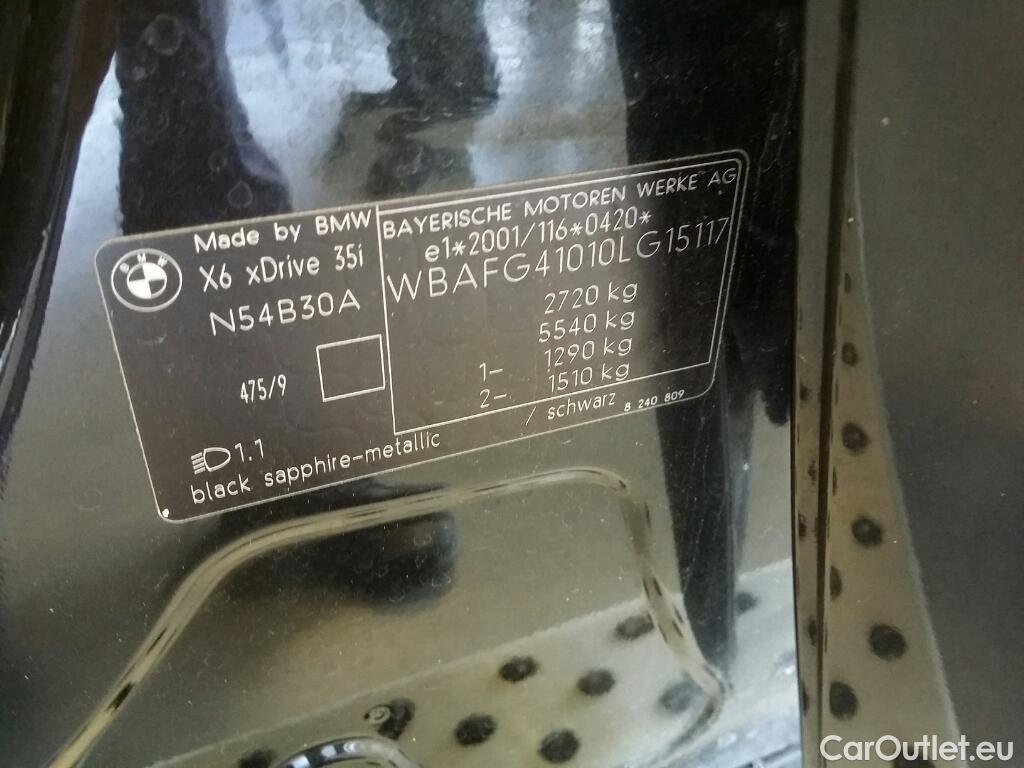 BMW
Made by BMW
X6 xDrive 35i
N54B30A
475/9
1.1
black sapphire-metallic / schwarz 8 240 809
BAYERISCHE MOTOREN WERKE AG
e1*2001/116*0420*
WBAFG41010LG15117
2720 kg
5540 kg
1- 1290 kg
2- 1510 kg
CarOutlet.eu